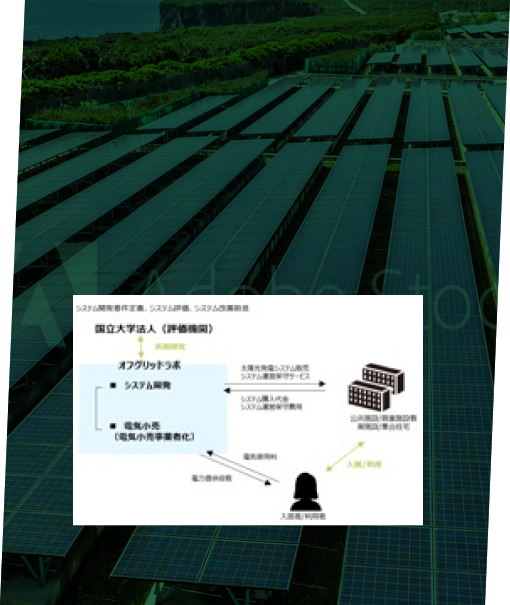 システム開発要件定義、システム評価、システム改善助言
国立大学法人(評価機関)
共同研究
オフグリッドラボ
■ システム開発
■ 電気小売
(電気小売事業者化)
太陽光発電システム販売
システム運営保守サービス
システム購入代金
システム運営保守費用
公共施設/商業施設等
/集合住宅
入居/利用
電気使用料
電力提供役務
入居者/利用者
Adobe Stoc